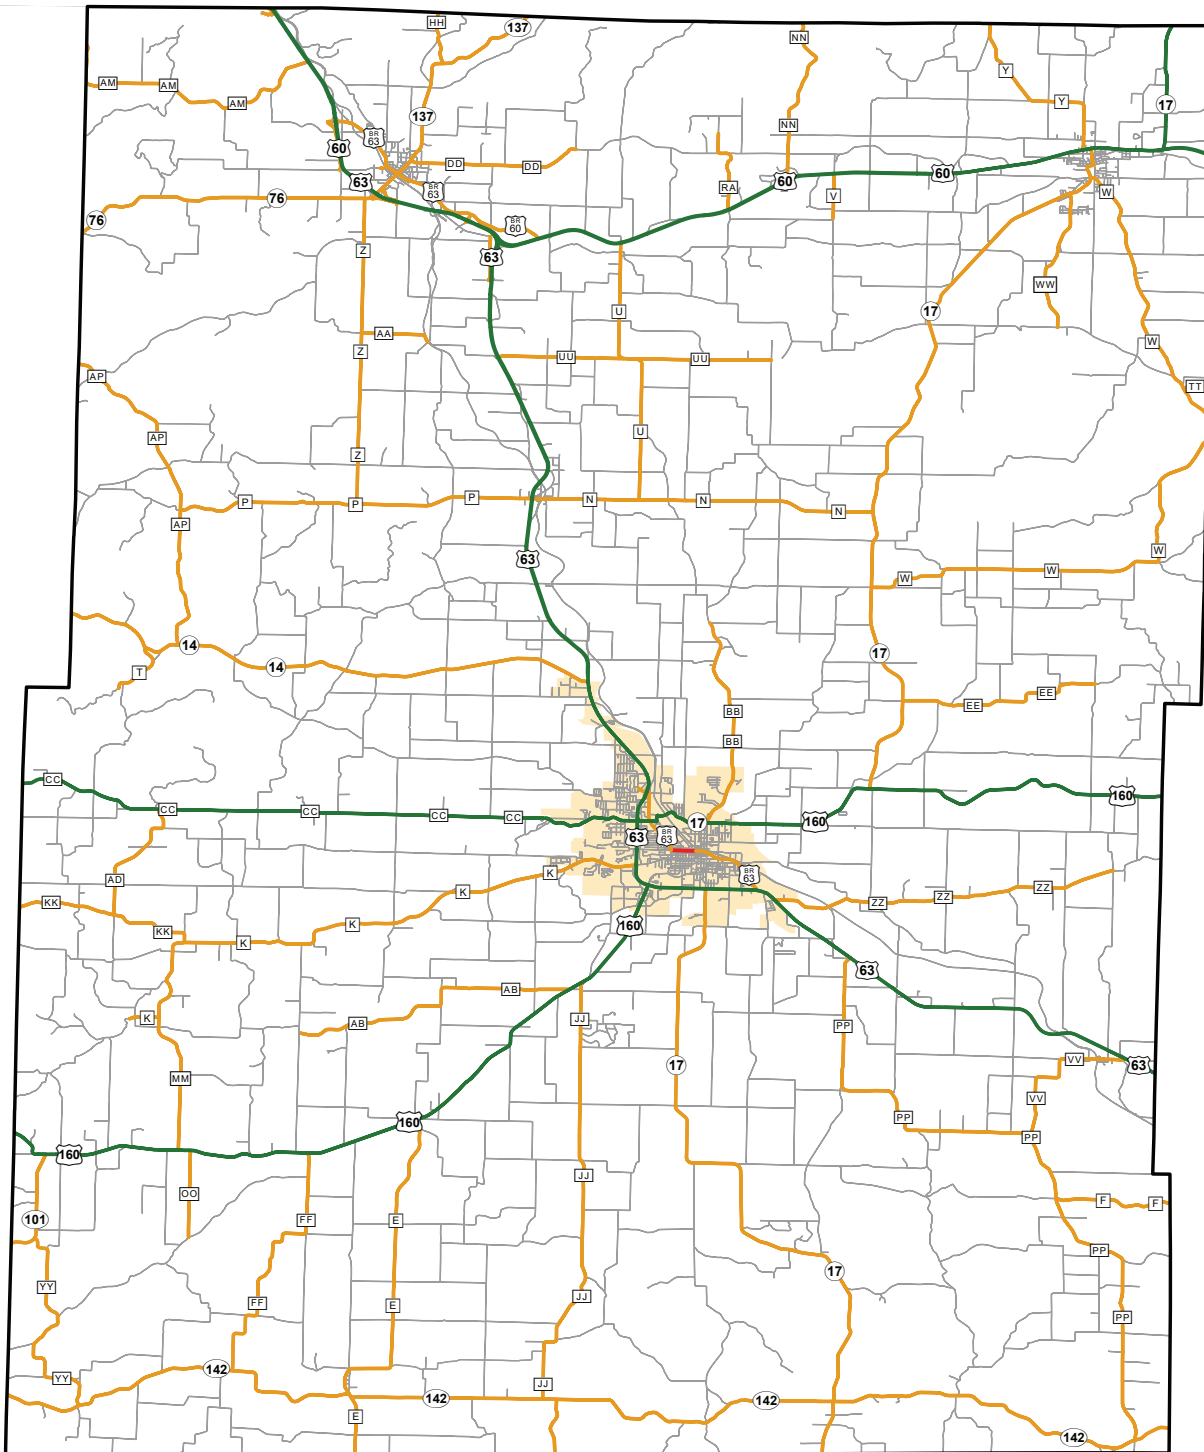 HH
137
NN
Y
AM
AM
AM
Y
17
137
NN
BR
63
60
DD
DD
60
60
63
BR
63
RA
V
W
76
76
BR
60
Z
63
WW
U
17
AA
W
Z
UU
UU
AP
TT
U
AP
Z
P
P
P
N
N
N
AP
63
W
W
W
14
17
14
T
EE
EE
BB
BB
CC
160
CC
CC
CC
CC
17
160
63
BR
63
K
BR
63
AD
K
ZZ
ZZ
ZZ
KK
K
160
KK
K
63
AB
K
AB
JJ
PP
17
VV
63
MM
VV
PP
160
PP
160
JJ
OO
F
F
101
FF
E
PP
17
YY
JJ
FF
E
PP
142
YY
JJ
142
142
E
142